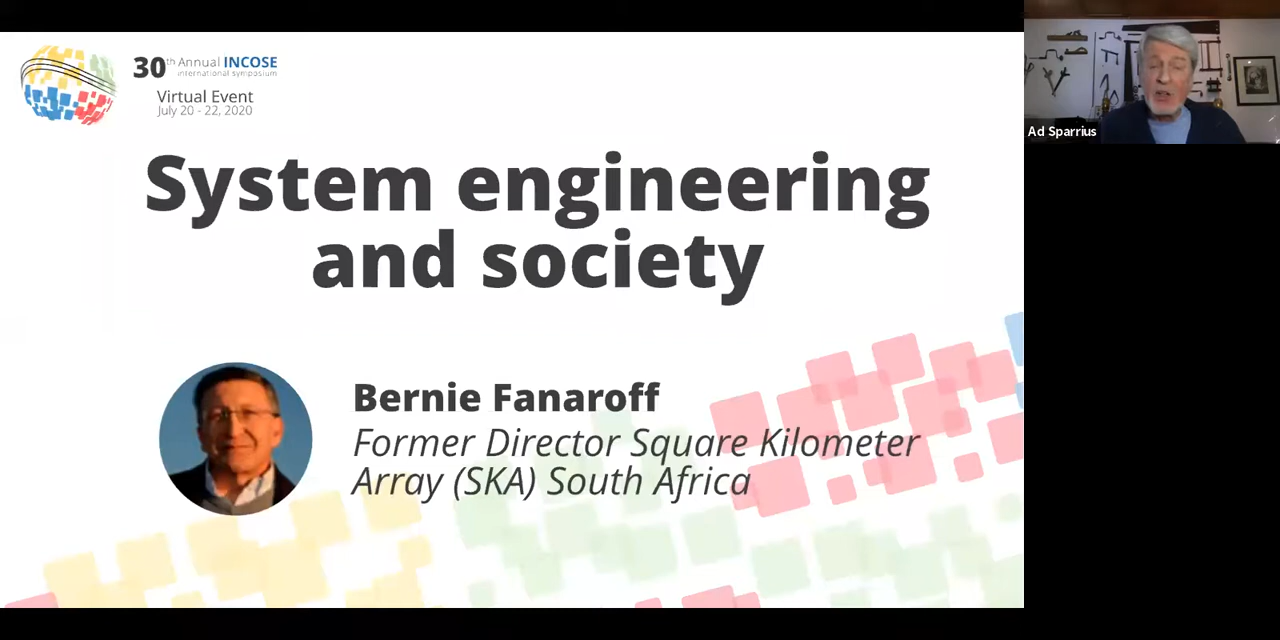 30th Annual INCOSE
international symposium
Virtual Event
July 20 - 22, 2020
System engineering
and society
Bernie Fanaroff
Former Director Square Kilometer
Array (SKA) South Africa
Ad Sparrius